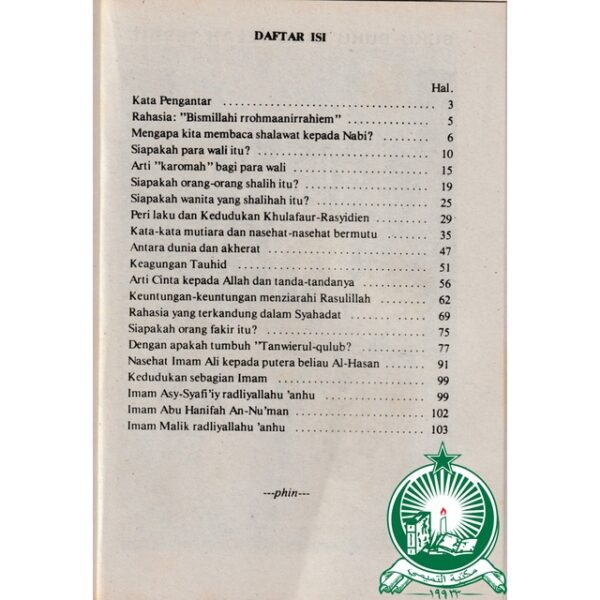 DAFTAR ISI
Hal.
Kata Pengantar .................................... 3
Rahasia: "Bismillahi rrohmaanirrahiem" .................... 5
Mengapa kita membaca shalawat kepada Nabi? .............. 6
Siapakah para wali itu? .............................. 10
Arti "karomah" bagi para wali .......................... 15
Siapakah orang-orang shalih itu? ........................ 19
Siapakah wanita yang shalihah itu? ...................... 25
Peri laku dan Kedudukan Khulafaur-Rasyidien .............. 29
Kata-kata mutiara dan nasehat-nasehat bermutu ............ 35
Antara dunia dan akherat ............................ 47
Keagungan Tauhid .................................. 51
Arti Cinta kepada Allah dan tanda-tandanya .............. 56
Keuntungan-keuntungan menziarahi Rasulillah .............. 62
Rahasia yang terkandung dalam Syahadat ................ 69
Siapakah orang fakir itu? .............................. 75
Dengan apakah tumbuh "Tanwierul-qulub? ................ 77
Nasehat Imam Ali kepada putera beliau Al-Hasan .......... 91
Kedudukan sebagian Imam ............................ 99
Imam Asy-Syafi'iy radliyallahu 'anhu .................... 99
Imam Abu Hanifah An-Nu'man ........................ 102
Imam Malik radliyallahu 'anhu ........................ 103
---phin---
مكتبة التميمي